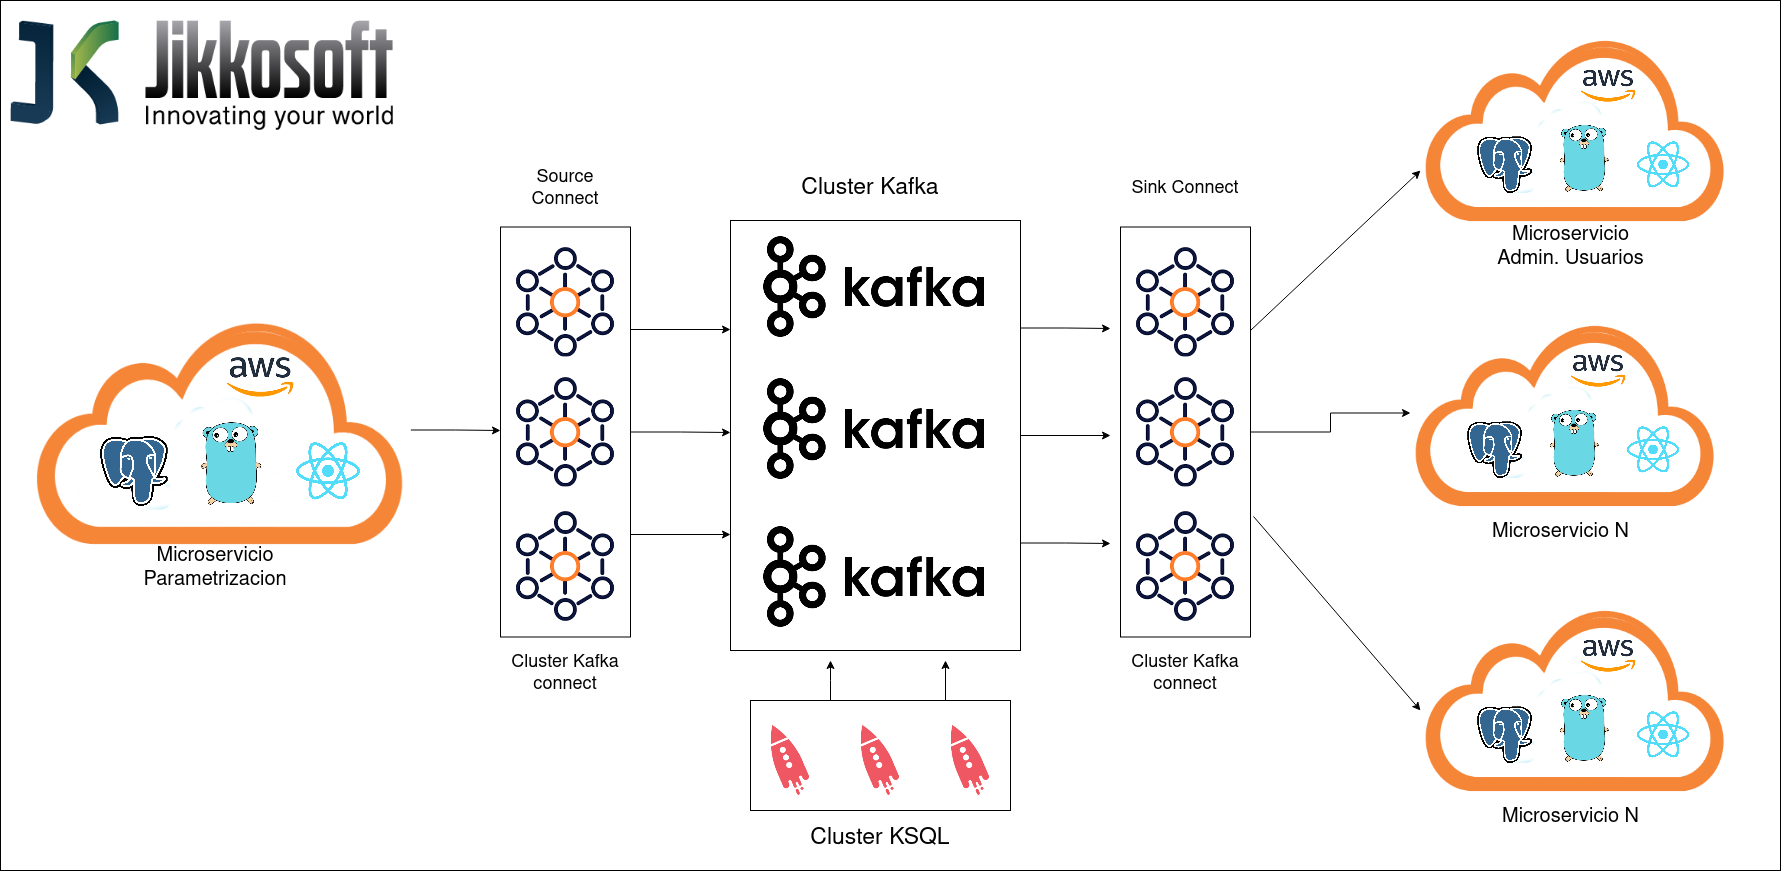 Jikkosoft
Innovating your world
aws
Microservicio
Parametrizacion
Source
Connect
Cluster Kafka
connect
Cluster Kafka
kafka
kafka
kafka
Cluster KSQL
Sink Connect
Cluster Kafka
connect
aws
Microservicio
Admin. Usuarios
aws
Microservicio N
aws
Microservicio N